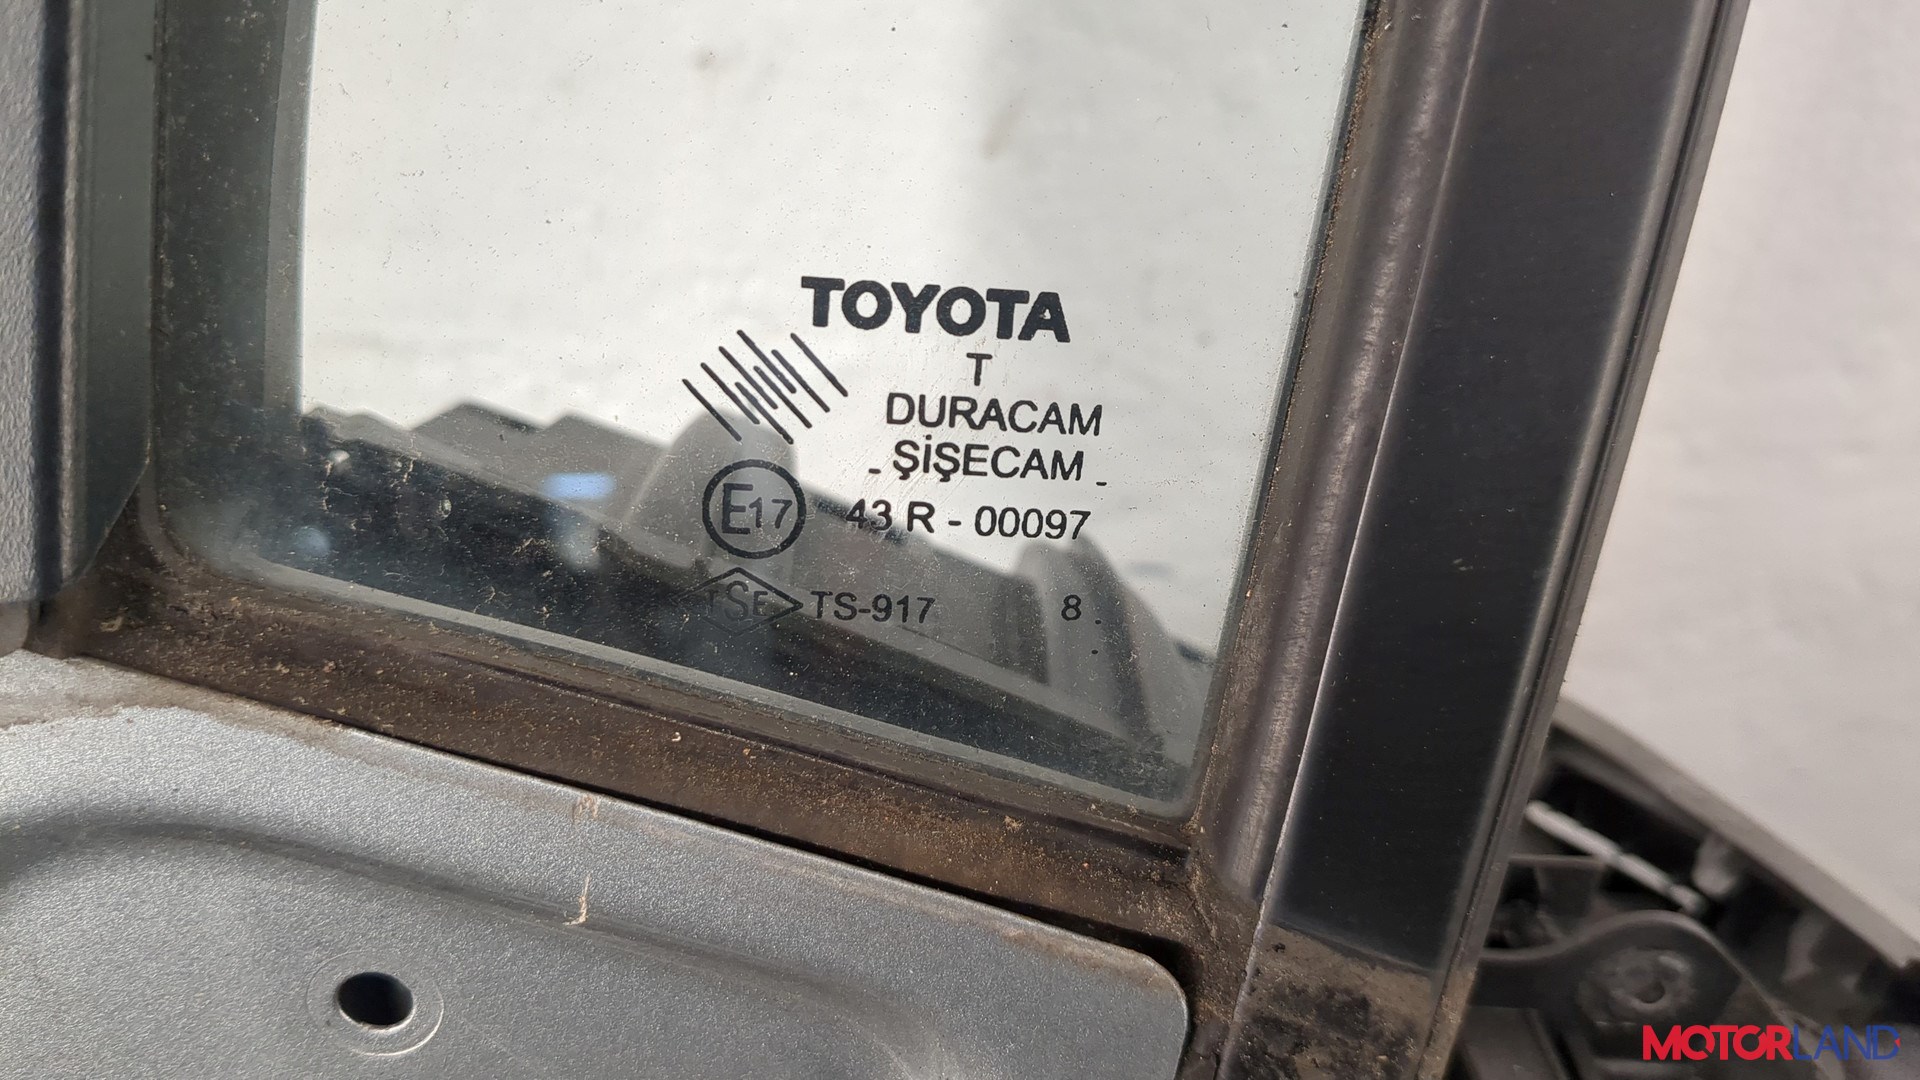 TOYOTA
T
DURACAM
- ŞİŞECAM -
E17 43 R - 00097
TSE TS-917 8 .
MOTORLAND